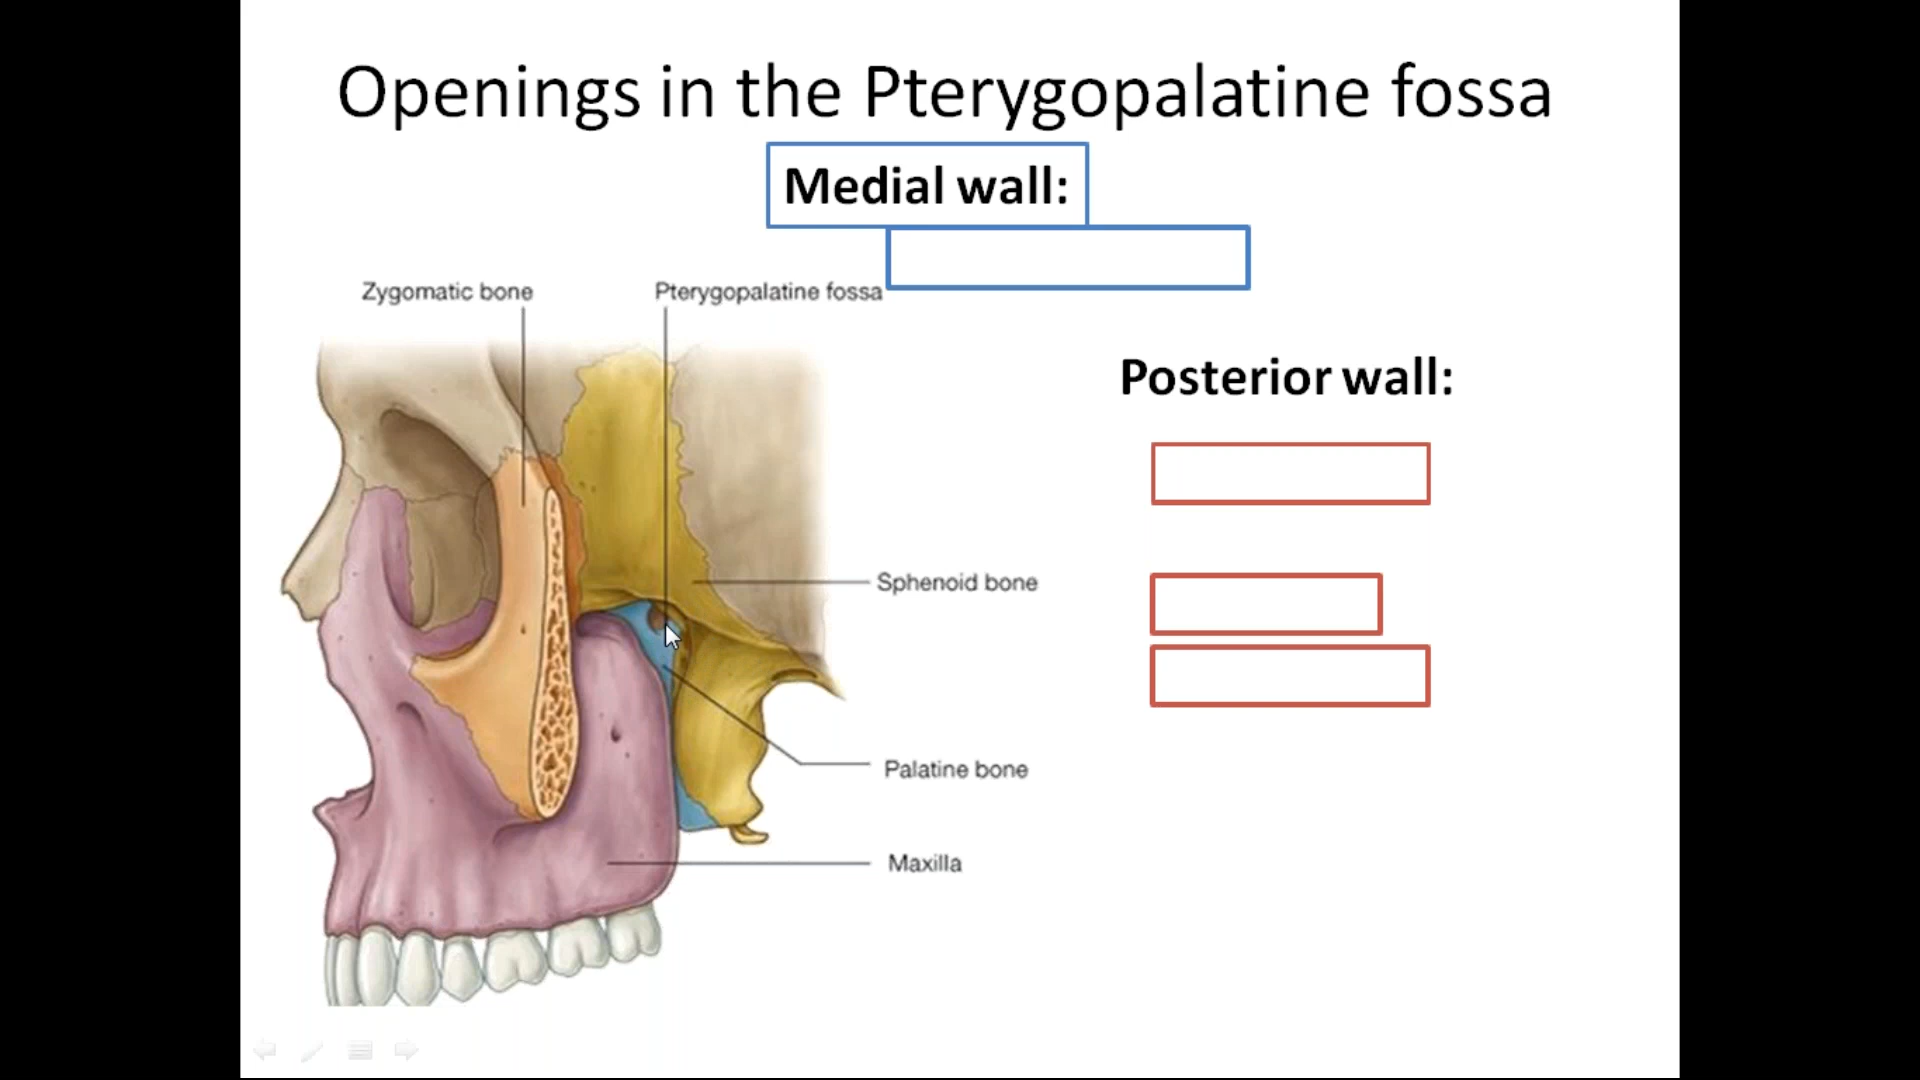 Openings in the Pterygopalatine fossa
Medial wall:
Zygomatic bone
Pterygopalatine fossa
Posterior wall:
Sphenoid bone
Palatine bone
Maxilla